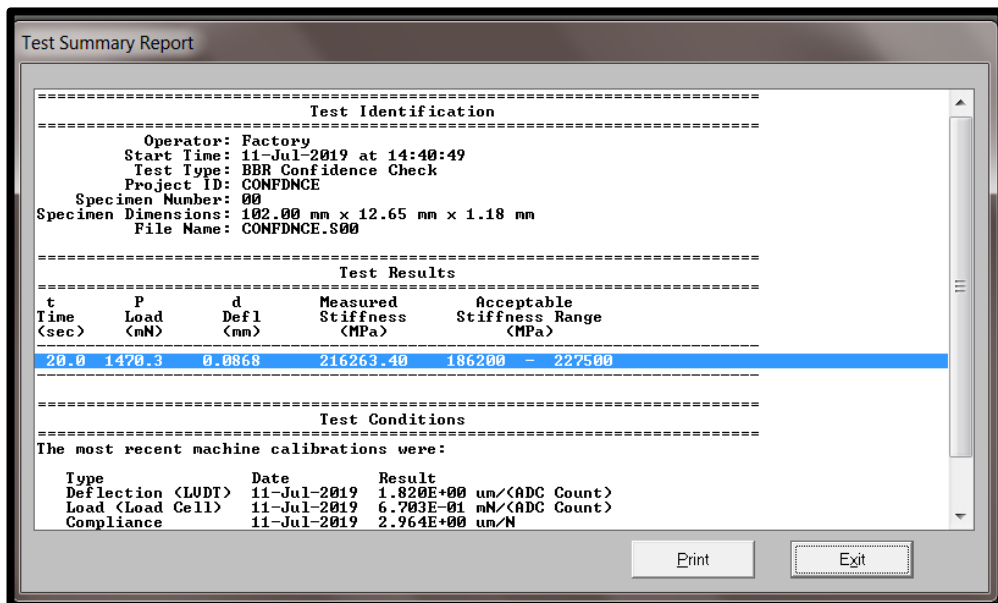 Test Summary Report
==========================================================================
Test Identification
==========================================================================
Operator: Factory
Start Time: 11-Jul-2019 at 14:40:49
Test Type: BBR Confidence Check
Project ID: CONFDNCE
Specimen Number: 00
Specimen Dimensions: 102.00 mm x 12.65 mm x 1.18 mm
File Name: CONFDNCE.S00
==========================================================================
Test Results
==========================================================================
t P d Measured Acceptable
Time Load Defl Stiffness Stiffness Range
(sec) (mN) (mm) (MPa) (MPa)
--------------------------------------------------------------------------
20.0 1470.3 0.0868 216263.40 186200 - 227500
--------------------------------------------------------------------------
==========================================================================
Test Conditions
==========================================================================
The most recent machine calibrations were:
Type Date Result
Deflection (LVDT) 11-Jul-2019 1.820E+00 um/(ADC Count)
Load (Load Cell) 11-Jul-2019 6.703E-01 mN/(ADC Count)
Compliance 11-Jul-2019 2.964E+00 um/N
Print Exit